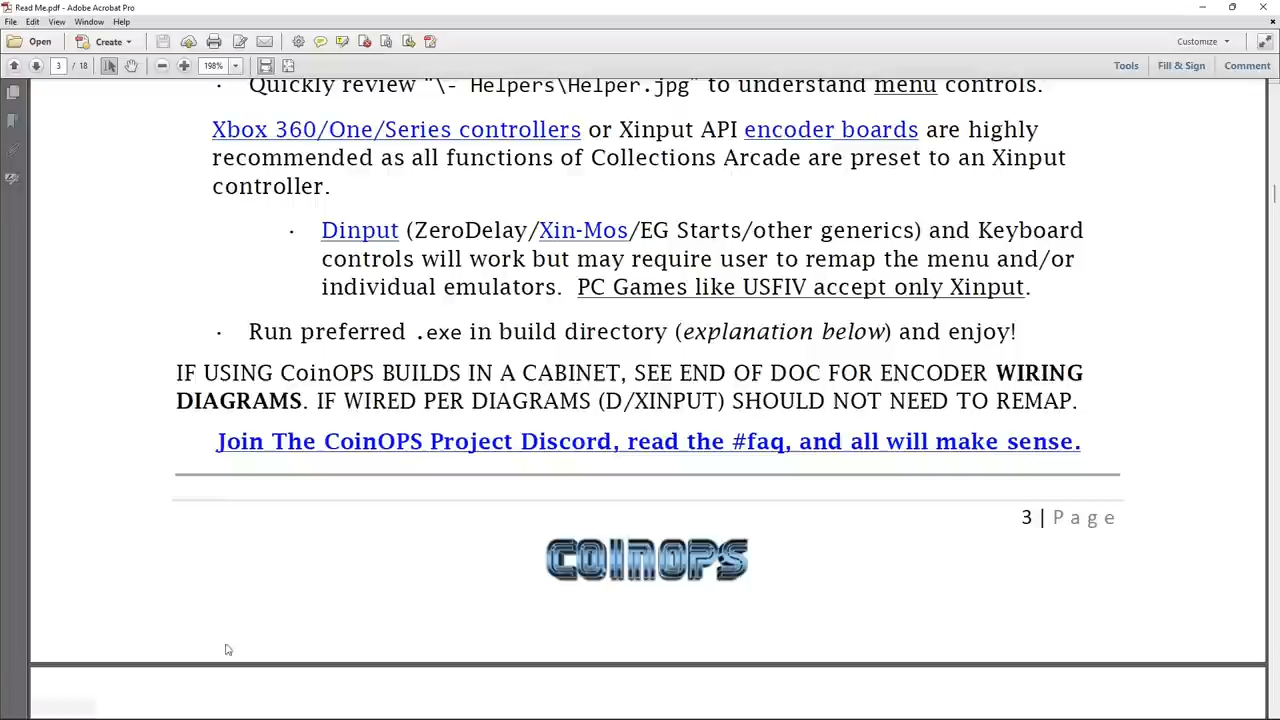 Read Me.pdf - Adobe Acrobat Pro
File Edit View Window Help
Open Create Customize
3 / 18 198% Tools Fill & Sign Comment
· Quickly review "\- Helpers\Helper.jpg" to understand menu controls.
Xbox 360/One/Series controllers or Xinput API encoder boards are highly
recommended as all functions of Collections Arcade are preset to an Xinput
controller.
· Dinput (ZeroDelay/Xin-Mos/EG Starts/other generics) and Keyboard
controls will work but may require user to remap the menu and/or
individual emulators. PC Games like USFIV accept only Xinput.
· Run preferred .exe in build directory (explanation below) and enjoy!
IF USING CoinOPS BUILDS IN A CABINET, SEE END OF DOC FOR ENCODER WIRING
DIAGRAMS. IF WIRED PER DIAGRAMS (D/XINPUT) SHOULD NOT NEED TO REMAP.
Join The CoinOPS Project Discord, read the #faq, and all will make sense.
3 | Page
COINOPS